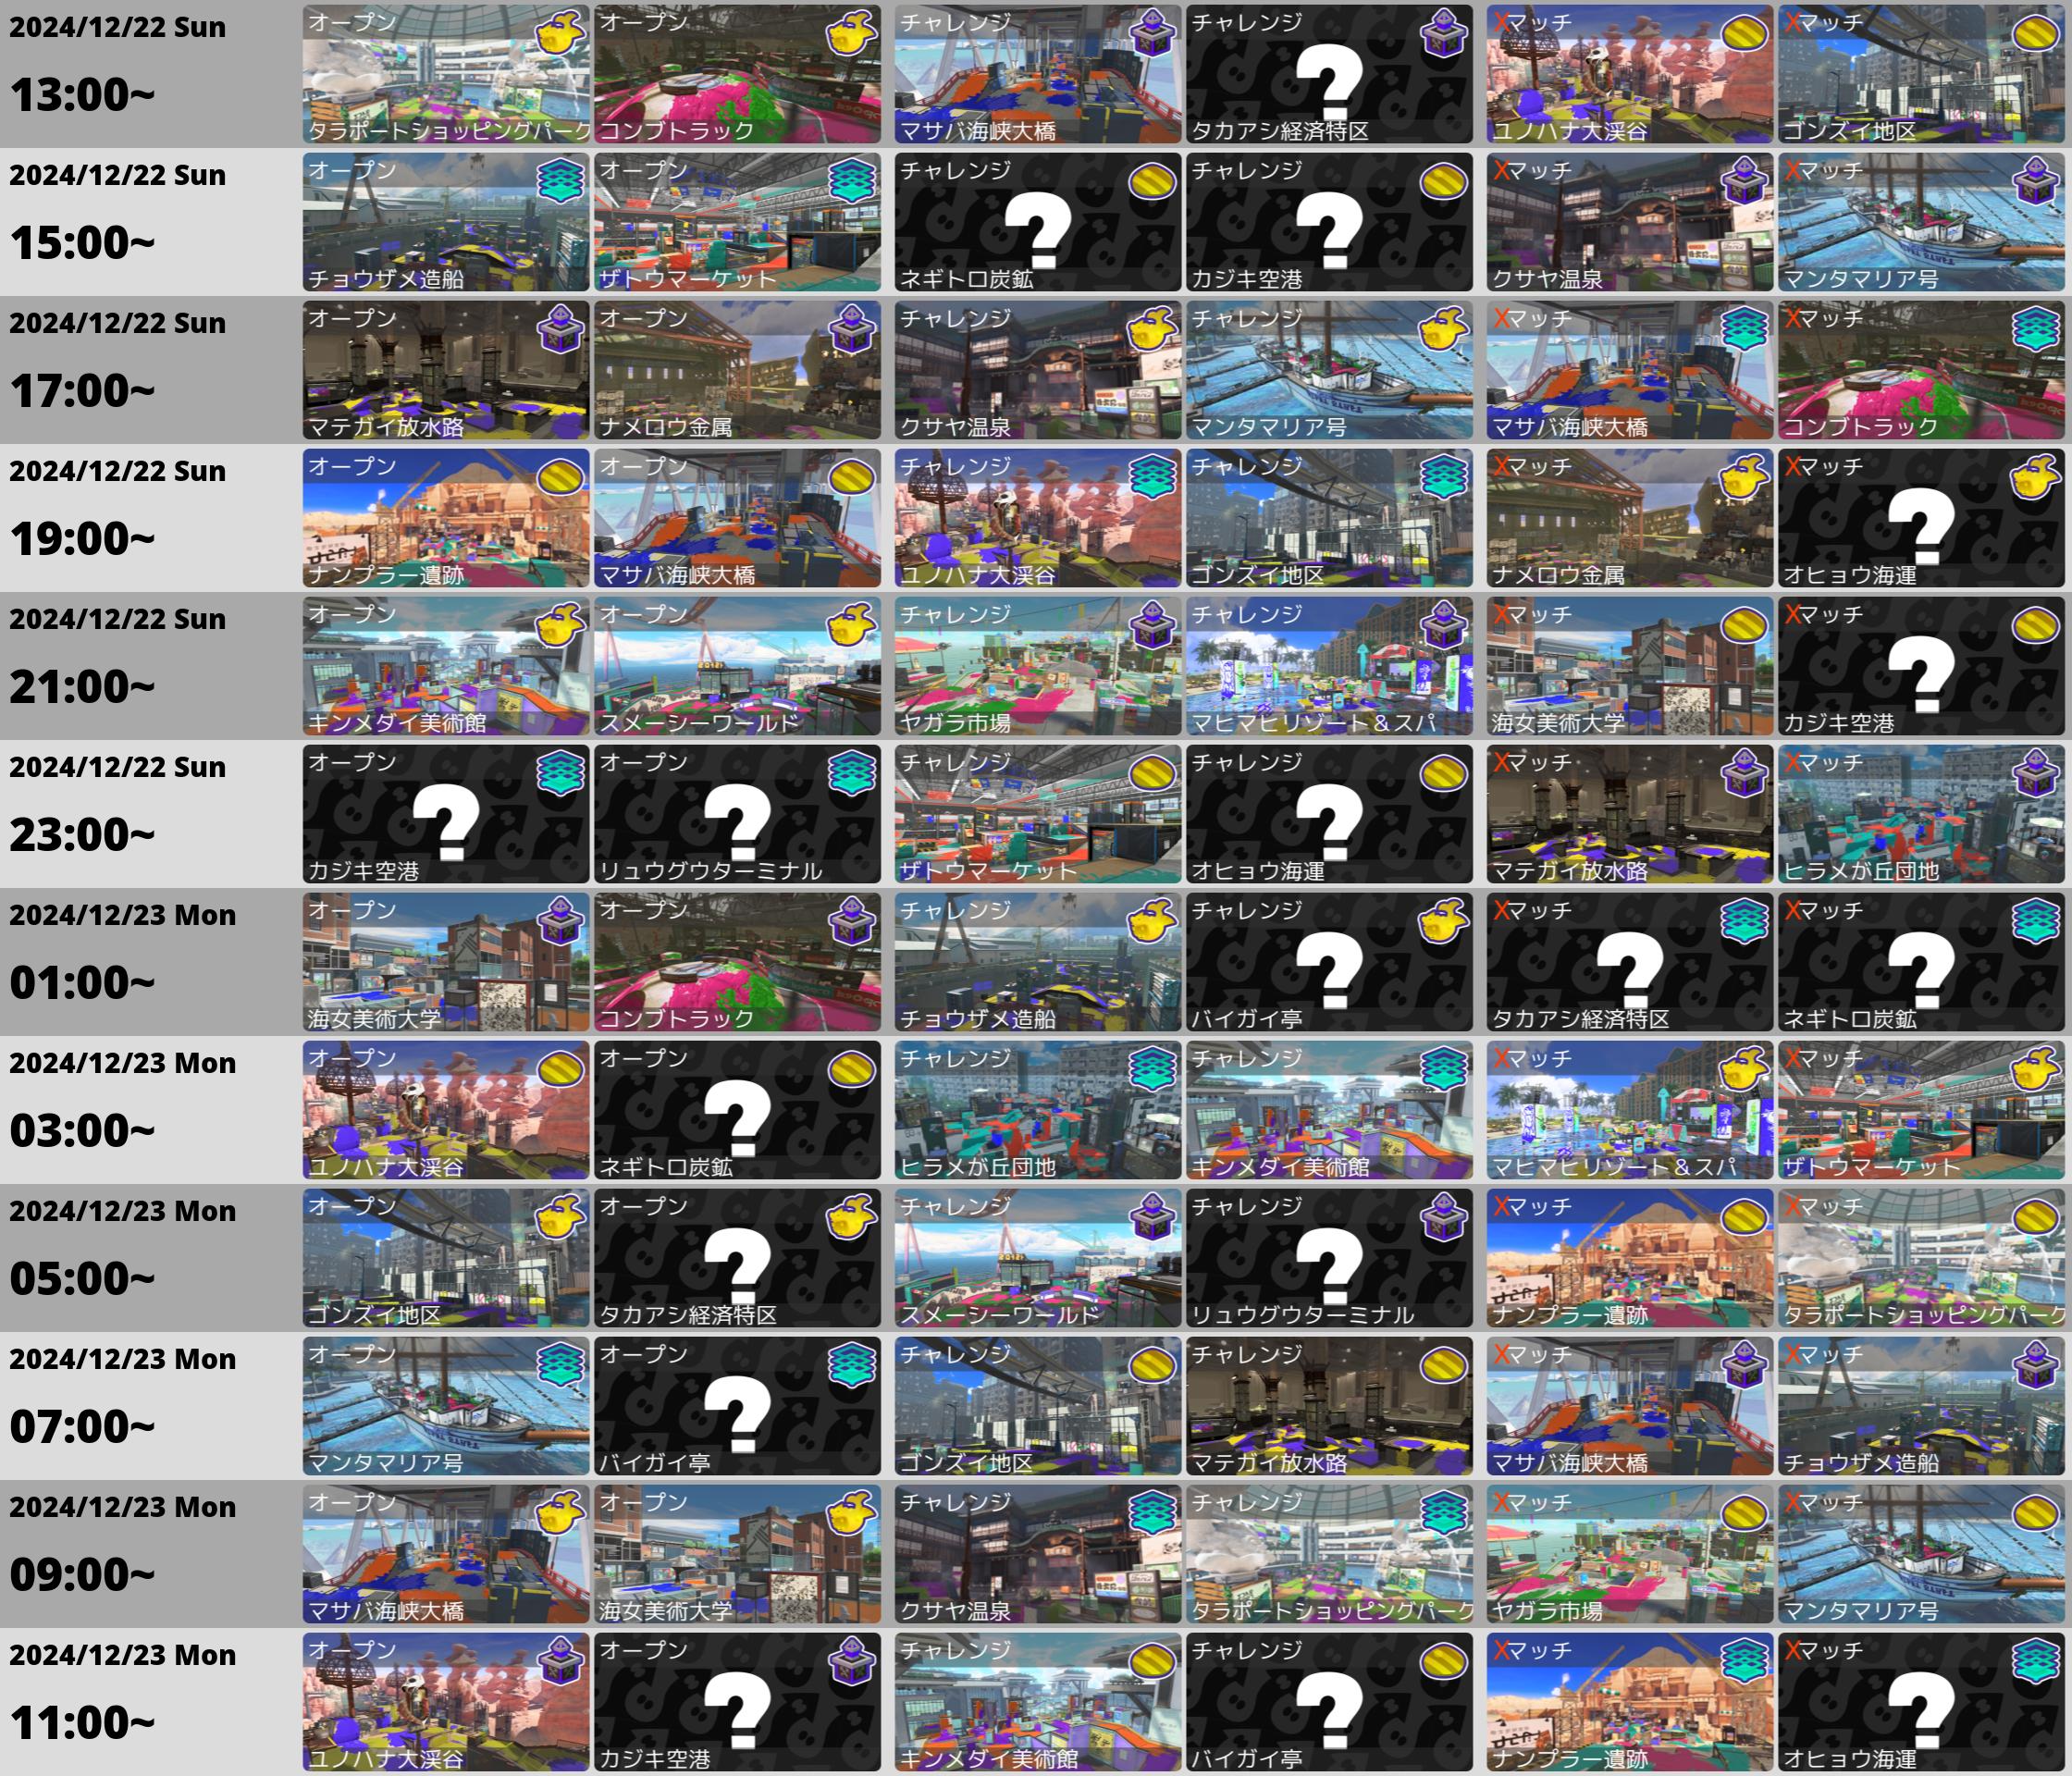 2024/12/22 Sun
13:00~
オープン
タラポートショッピングパーク
オープン
コンブトラック
チャレンジ
マサバ海峡大橋
チャレンジ
タカアシ経済特区
Xマッチ
ユノハナ大渓谷
Xマッチ
ゴンズイ地区
2024/12/22 Sun
15:00~
オープン
チョウザメ造船
オープン
ザトウマーケット
チャレンジ
ネギトロ炭鉱
チャレンジ
カジキ空港
Xマッチ
クサヤ温泉
Xマッチ
マンタマリア号
2024/12/22 Sun
17:00~
オープン
マテガイ放水路
オープン
ナメロウ金属
チャレンジ
クサヤ温泉
チャレンジ
マンタマリア号
Xマッチ
マサバ海峡大橋
Xマッチ
コンブトラック
2024/12/22 Sun
19:00~
オープン
ナンプラー遺跡
オープン
マサバ海峡大橋
チャレンジ
ユノハナ大渓谷
チャレンジ
ゴンズイ地区
Xマッチ
ナメロウ金属
Xマッチ
オヒョウ海運
2024/12/22 Sun
21:00~
オープン
キンメダイ美術館
オープン
スメーシーワールド
チャレンジ
ヤガラ市場
チャレンジ
マヒマヒリゾート＆スパ
Xマッチ
海女美術大学
Xマッチ
カジキ空港
2024/12/22 Sun
23:00~
オープン
カジキ空港
オープン
リュウグウターミナル
チャレンジ
ザトウマーケット
チャレンジ
オヒョウ海運
Xマッチ
マテガイ放水路
Xマッチ
ヒラメが丘団地
2024/12/23 Mon
01:00~
オープン
海女美術大学
オープン
コンブトラック
チャレンジ
チョウザメ造船
チャレンジ
バイガイ亭
Xマッチ
タカアシ経済特区
Xマッチ
ネギトロ炭鉱
2024/12/23 Mon
03:00~
オープン
ユノハナ大渓谷
オープン
ネギトロ炭鉱
チャレンジ
ヒラメが丘団地
チャレンジ
キンメダイ美術館
Xマッチ
マヒマヒリゾート＆スパ
Xマッチ
ザトウマーケット
2024/12/23 Mon
05:00~
オープン
ゴンズイ地区
オープン
タカアシ経済特区
チャレンジ
スメーシーワールド
チャレンジ
リュウグウターミナル
Xマッチ
ナンプラー遺跡
Xマッチ
タラポートショッピングパーク
2024/12/23 Mon
07:00~
オープン
マンタマリア号
オープン
バイガイ亭
チャレンジ
ゴンズイ地区
チャレンジ
マテガイ放水路
Xマッチ
マサバ海峡大橋
Xマッチ
チョウザメ造船
2024/12/23 Mon
09:00~
オープン
マサバ海峡大橋
オープン
海女美術大学
チャレンジ
クサヤ温泉
チャレンジ
タラポートショッピングパーク
Xマッチ
ヤガラ市場
Xマッチ
マンタマリア号
2024/12/23 Mon
11:00~
オープン
ユノハナ大渓谷
オープン
カジキ空港
チャレンジ
キンメダイ美術館
チャレンジ
バイガイ亭
Xマッチ
ナンプラー遺跡
Xマッチ
オヒョウ海運